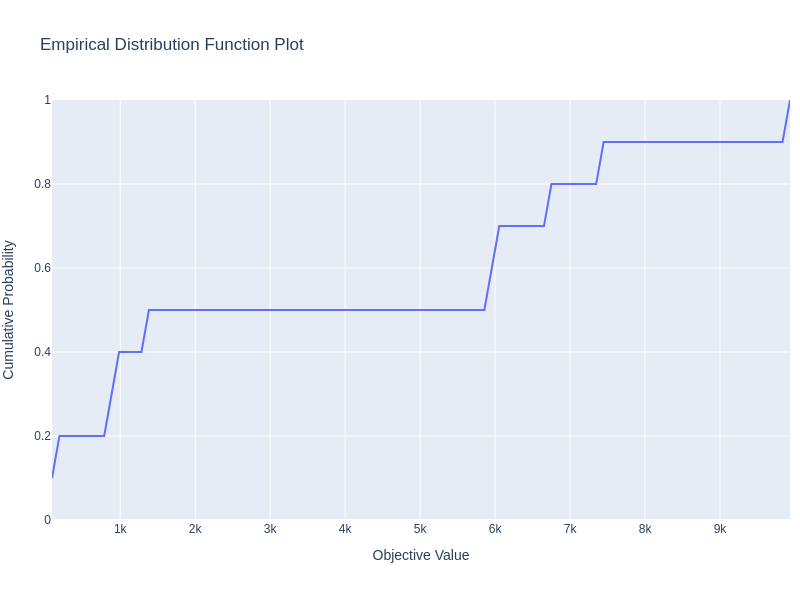 Empirical Distribution Function Plot
1
0.8
0.6
0.4
0.2
0
Cumulative Probability
1k 2k 3k 4k 5k 6k 7k 8k 9k
Objective Value